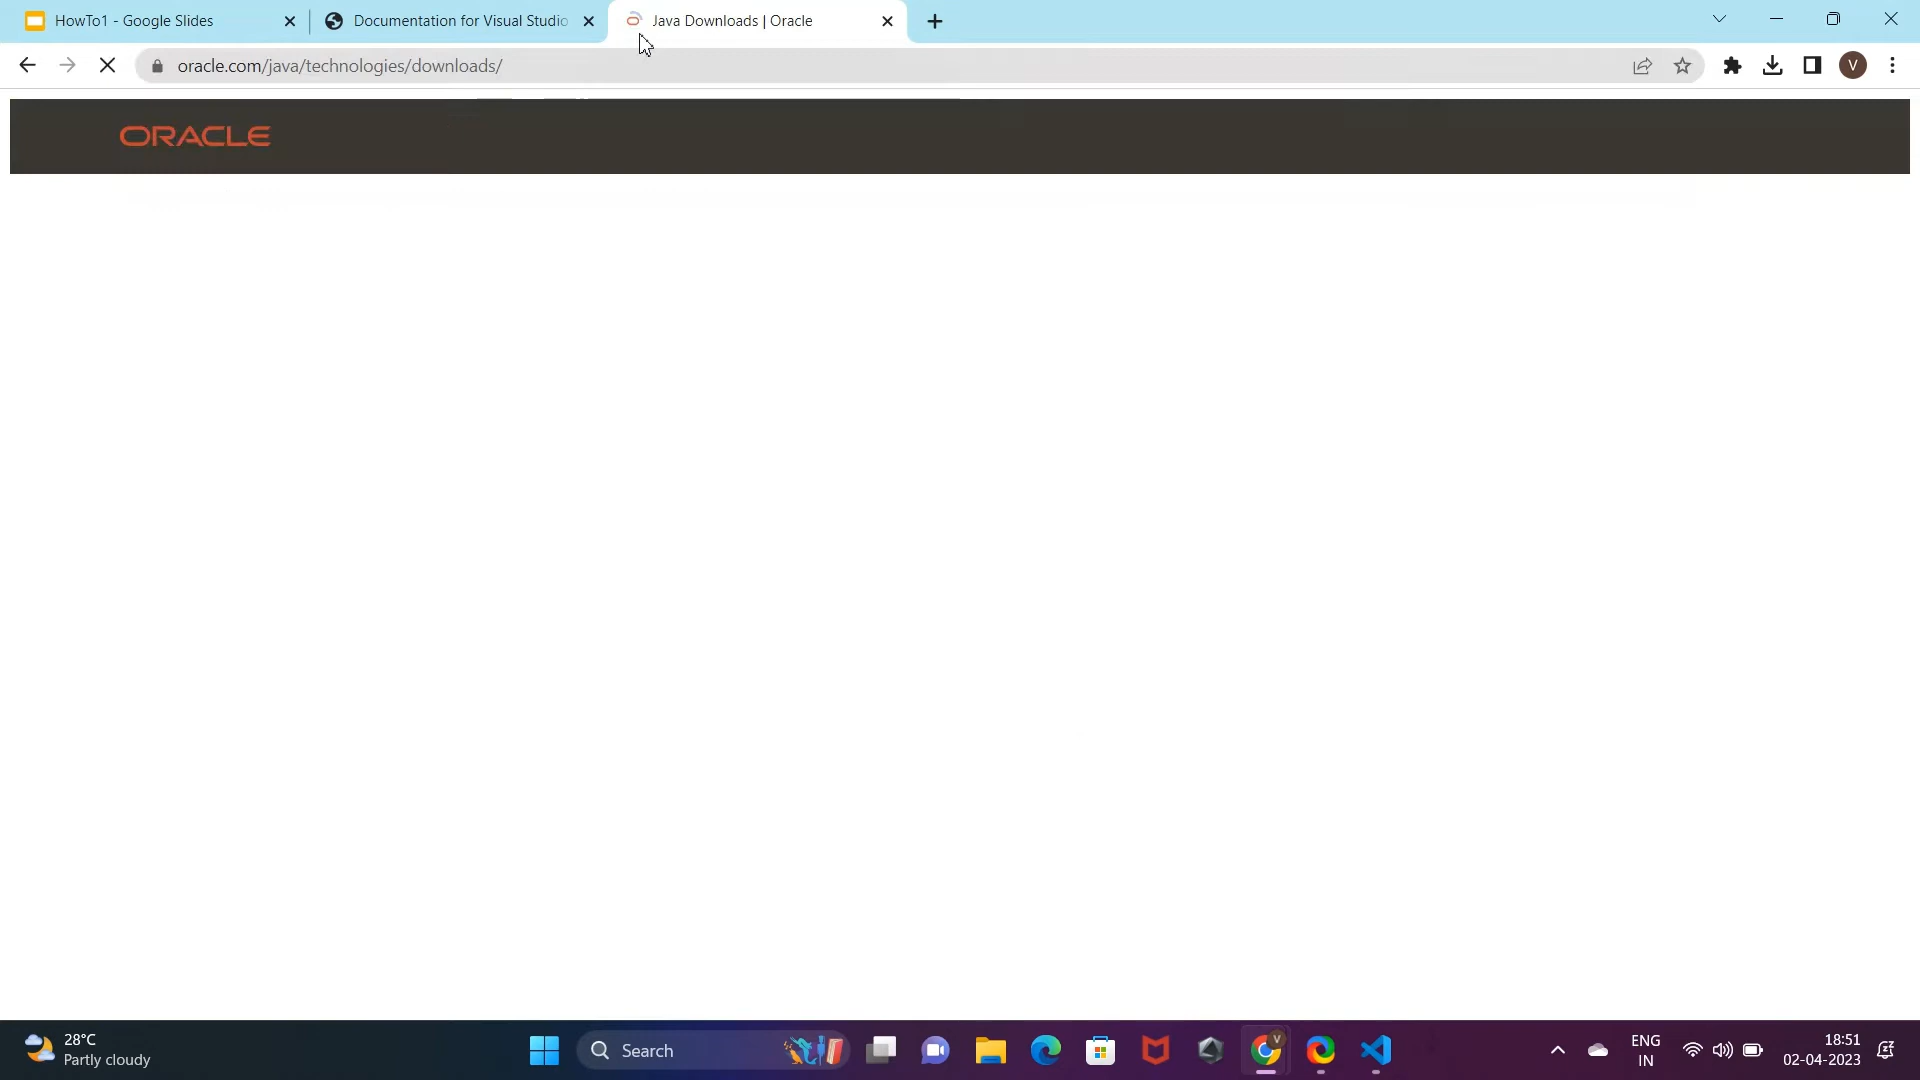 HowTo1 - Google Slides
Documentation for Visual Studio
Java Downloads | Oracle
oracle.com/java/technologies/downloads/
V
ORACLE
28°C
Partly cloudy
Search
V
ENG
IN
18:51
02-04-2023